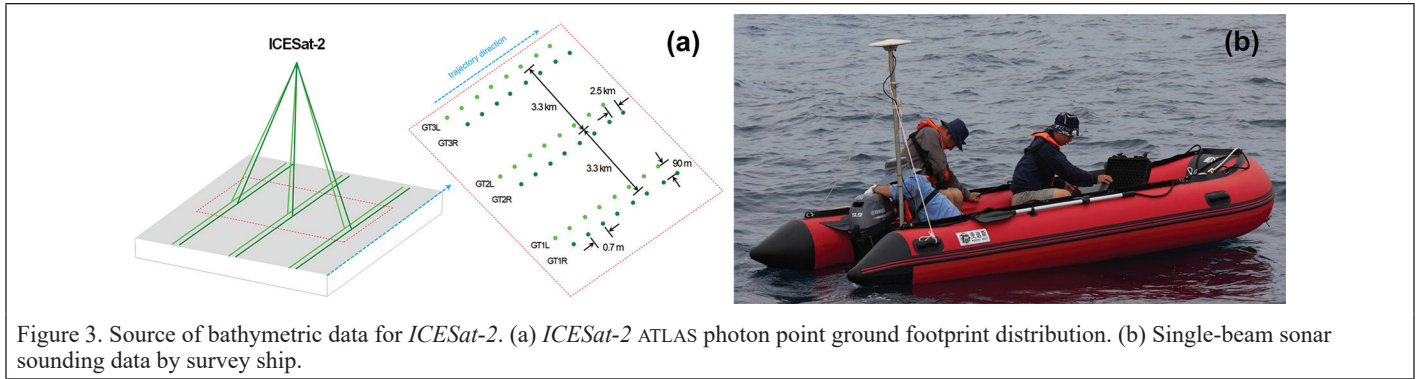 ICESat-2
(a)
trajectory direction
2.5 km
3.3 km
GT3L
GT3R
3.3 km
90 m
GT2L
GT2R
GT1L
GT1R
0.7 m
(b)
Figure 3. Source of bathymetric data for ICESat-2. (a) ICESat-2 ATLAS photon point ground footprint distribution. (b) Single-beam sonar
sounding data by survey ship.